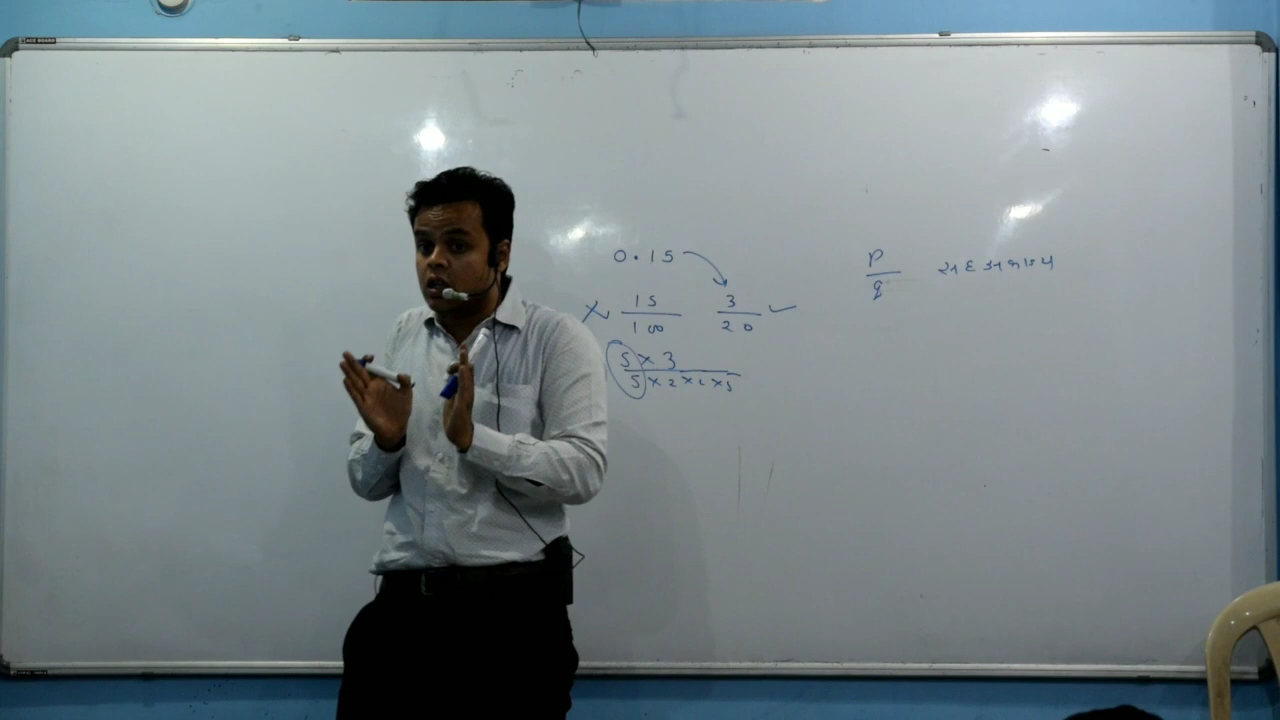 0.15
15/100 3/20
5 × 3
5 × 2 × 2 × 5
p/q